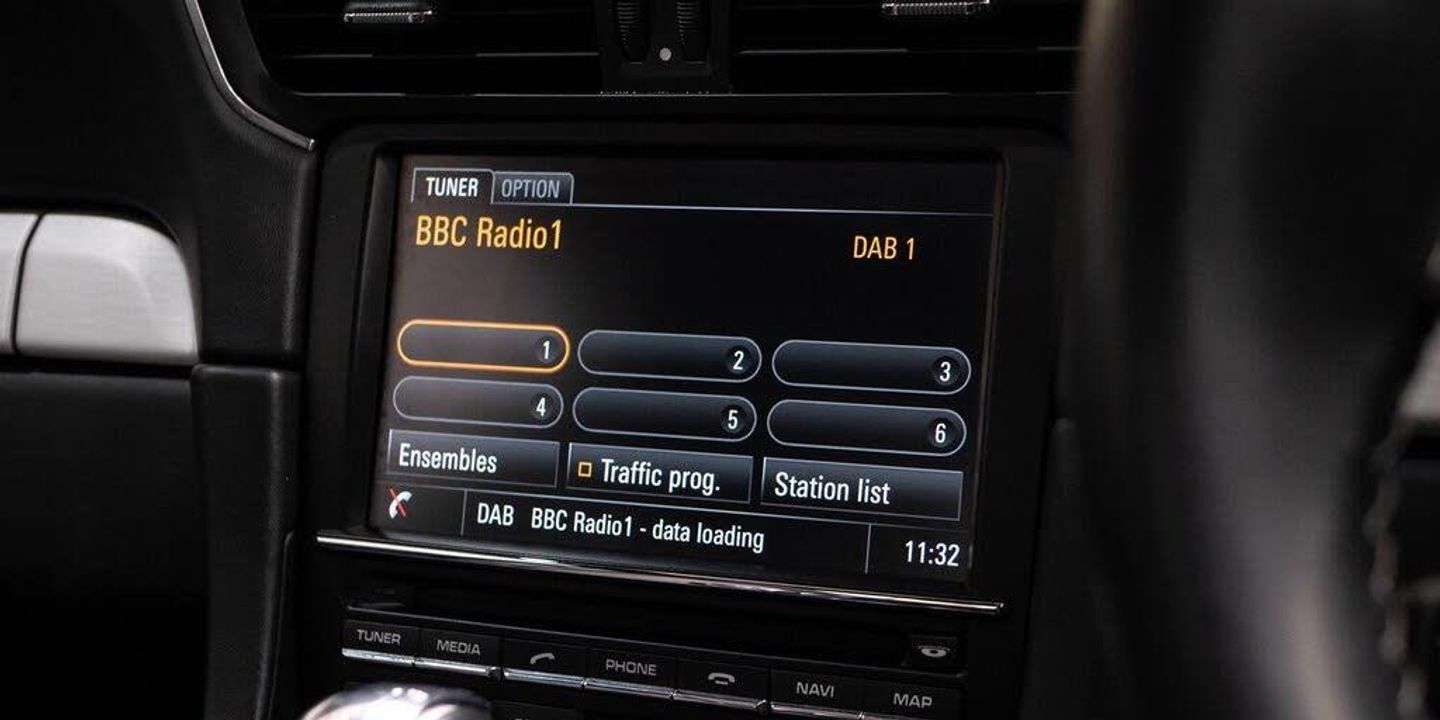 TUNER OPTION
BBC Radio1 DAB 1
1 2 3
4 5 6
Ensembles Traffic prog. Station list
DAB BBC Radio1 - data loading 11:32
TUNER MEDIA PHONE NAVI MAP